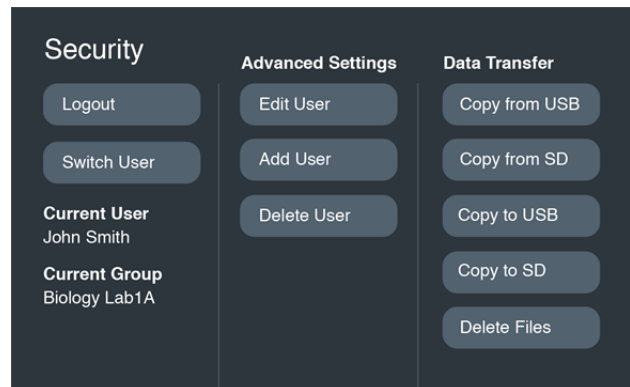 Security
Logout
Switch User
Current User
John Smith
Current Group
Biology Lab1A
Advanced Settings
Edit User
Add User
Delete User
Data Transfer
Copy from USB
Copy from SD
Copy to USB
Copy to SD
Delete Files